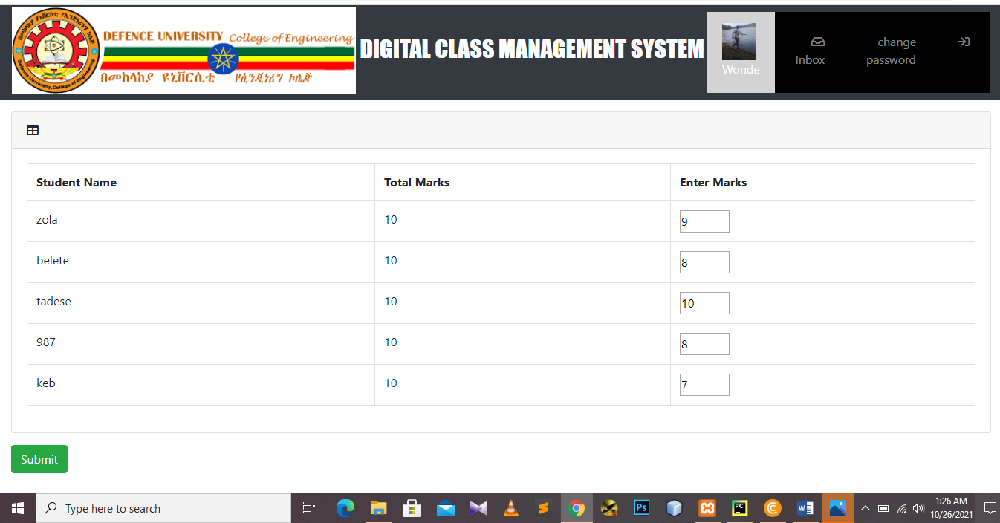 DEFENCE UNIVERSITY College of Engineering
በመከላከያ ዩኒቨርሲቲ የኢንጂነሪንግ ኮሌጅ
DIGITAL CLASS MANAGEMENT SYSTEM
Wonde
Inbox
change
password
Student Name Total Marks Enter Marks
zola 10 9
belete 10 8
tadese 10 10
987 10 8
keb 10 7
Submit
Type here to search
Ps
PC
W
1:26 AM
10/26/2021